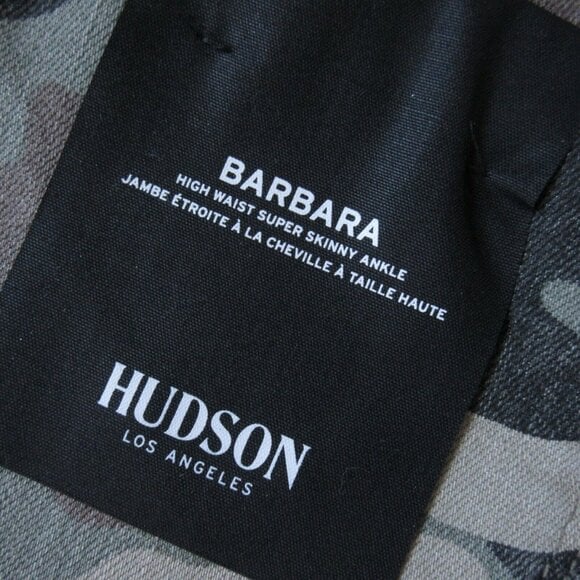 BARBARA
HIGH WAIST SUPER SKINNY ANKLE
JAMBE ÉTROITE À LA CHEVILLE À TAILLE HAUTE
HUDSON
LOS ANGELES